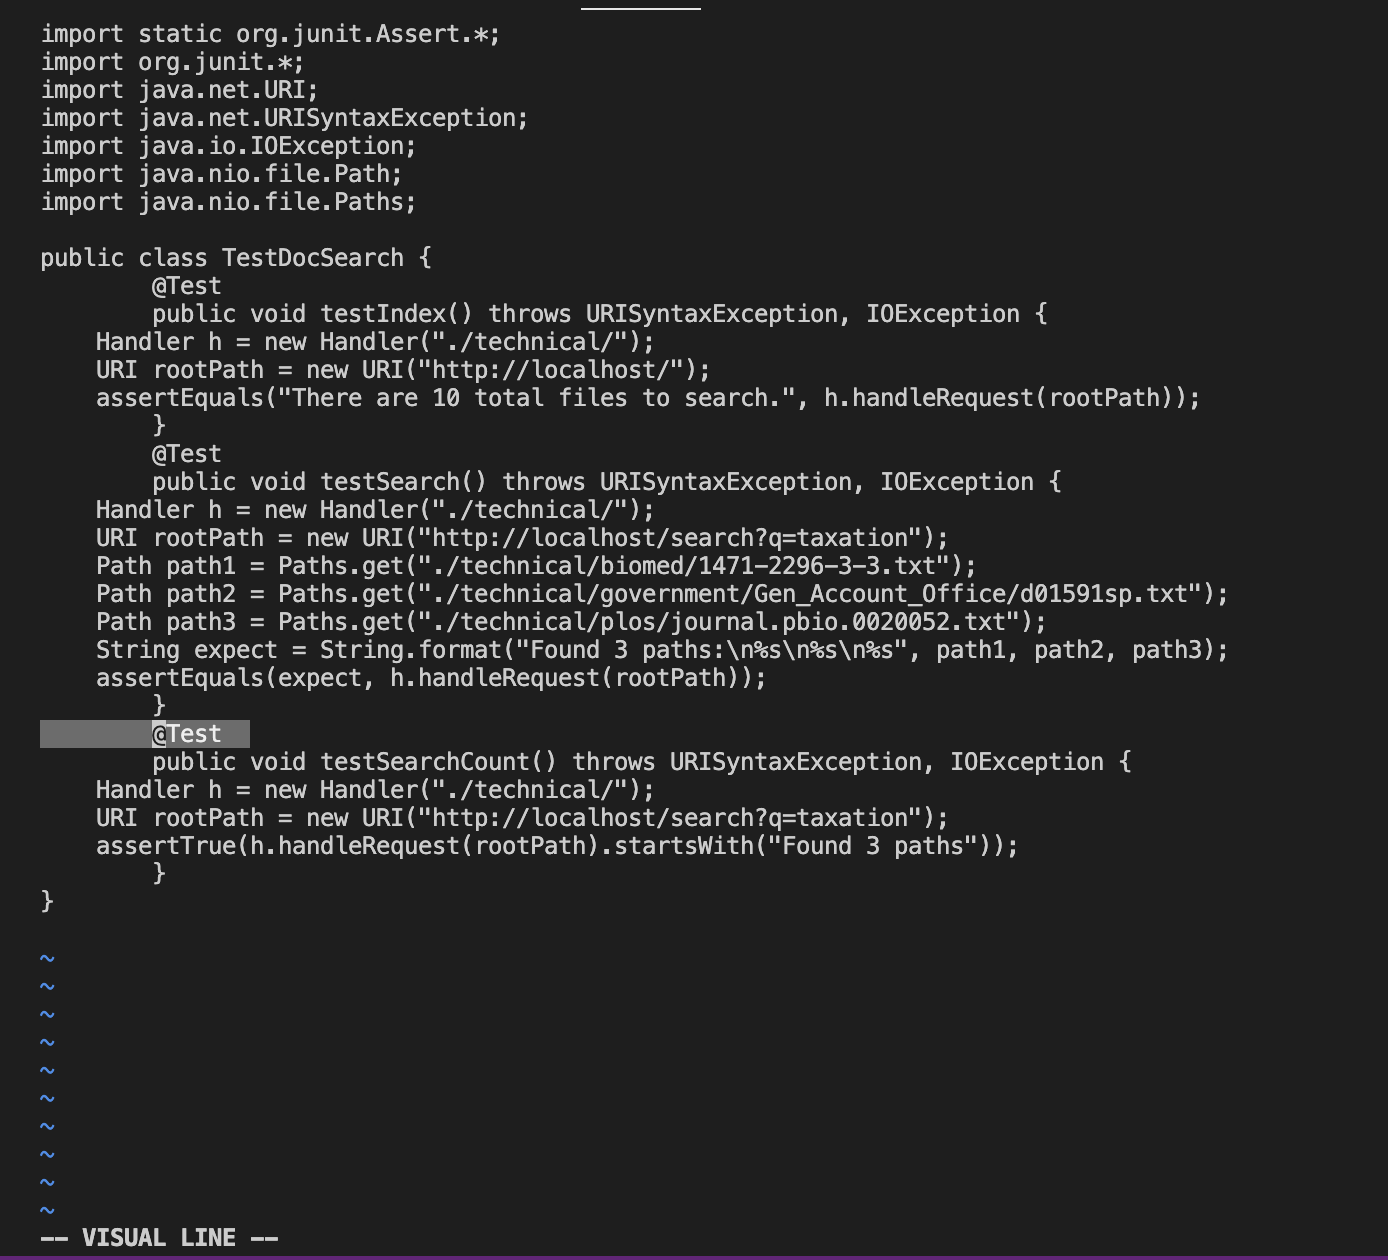 import static org.junit.Assert.*;
import org.junit.*;
import java.net.URI;
import java.net.URISyntaxException;
import java.io.IOException;
import java.nio.file.Path;
import java.nio.file.Paths;

public class TestDocSearch {
        @Test
        public void testIndex() throws URISyntaxException, IOException {
    Handler h = new Handler("./technical/");
    URI rootPath = new URI("http://localhost/");
    assertEquals("There are 10 total files to search.", h.handleRequest(rootPath));
        }
        @Test
        public void testSearch() throws URISyntaxException, IOException {
    Handler h = new Handler("./technical/");
    URI rootPath = new URI("http://localhost/search?q=taxation");
    Path path1 = Paths.get("./technical/biomed/1471-2296-3-3.txt");
    Path path2 = Paths.get("./technical/government/Gen_Account_Office/d01591sp.txt");
    Path path3 = Paths.get("./technical/plos/journal.pbio.0020052.txt");
    String expect = String.format("Found 3 paths:\n%s\n%s\n%s", path1, path2, path3);
    assertEquals(expect, h.handleRequest(rootPath));
        }
        @Test
        public void testSearchCount() throws URISyntaxException, IOException {
    Handler h = new Handler("./technical/");
    URI rootPath = new URI("http://localhost/search?q=taxation");
    assertTrue(h.handleRequest(rootPath).startsWith("Found 3 paths"));
        }
}

~
~
~
~
~
~
~
~
~
~
-- VISUAL LINE --